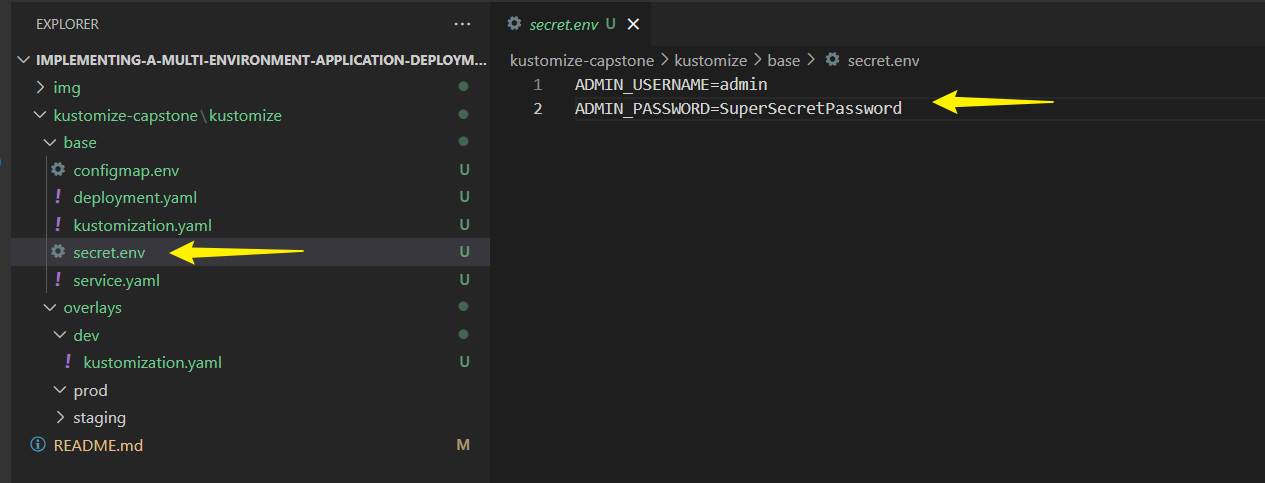 EXPLORER ...
IMPLEMENTING-A-MULTI-ENVIRONMENT-APPLICATION-DEPLOYM...
img
kustomize-capstone\kustomize
base
configmap.env U
! deployment.yaml U
! kustomization.yaml U
secret.env U
! service.yaml U
overlays
dev
! kustomization.yaml U
prod
staging
README.md M
secret.env U
kustomize-capstone > kustomize > base > secret.env
1 ADMIN_USERNAME=admin
2 ADMIN_PASSWORD=SuperSecretPassword